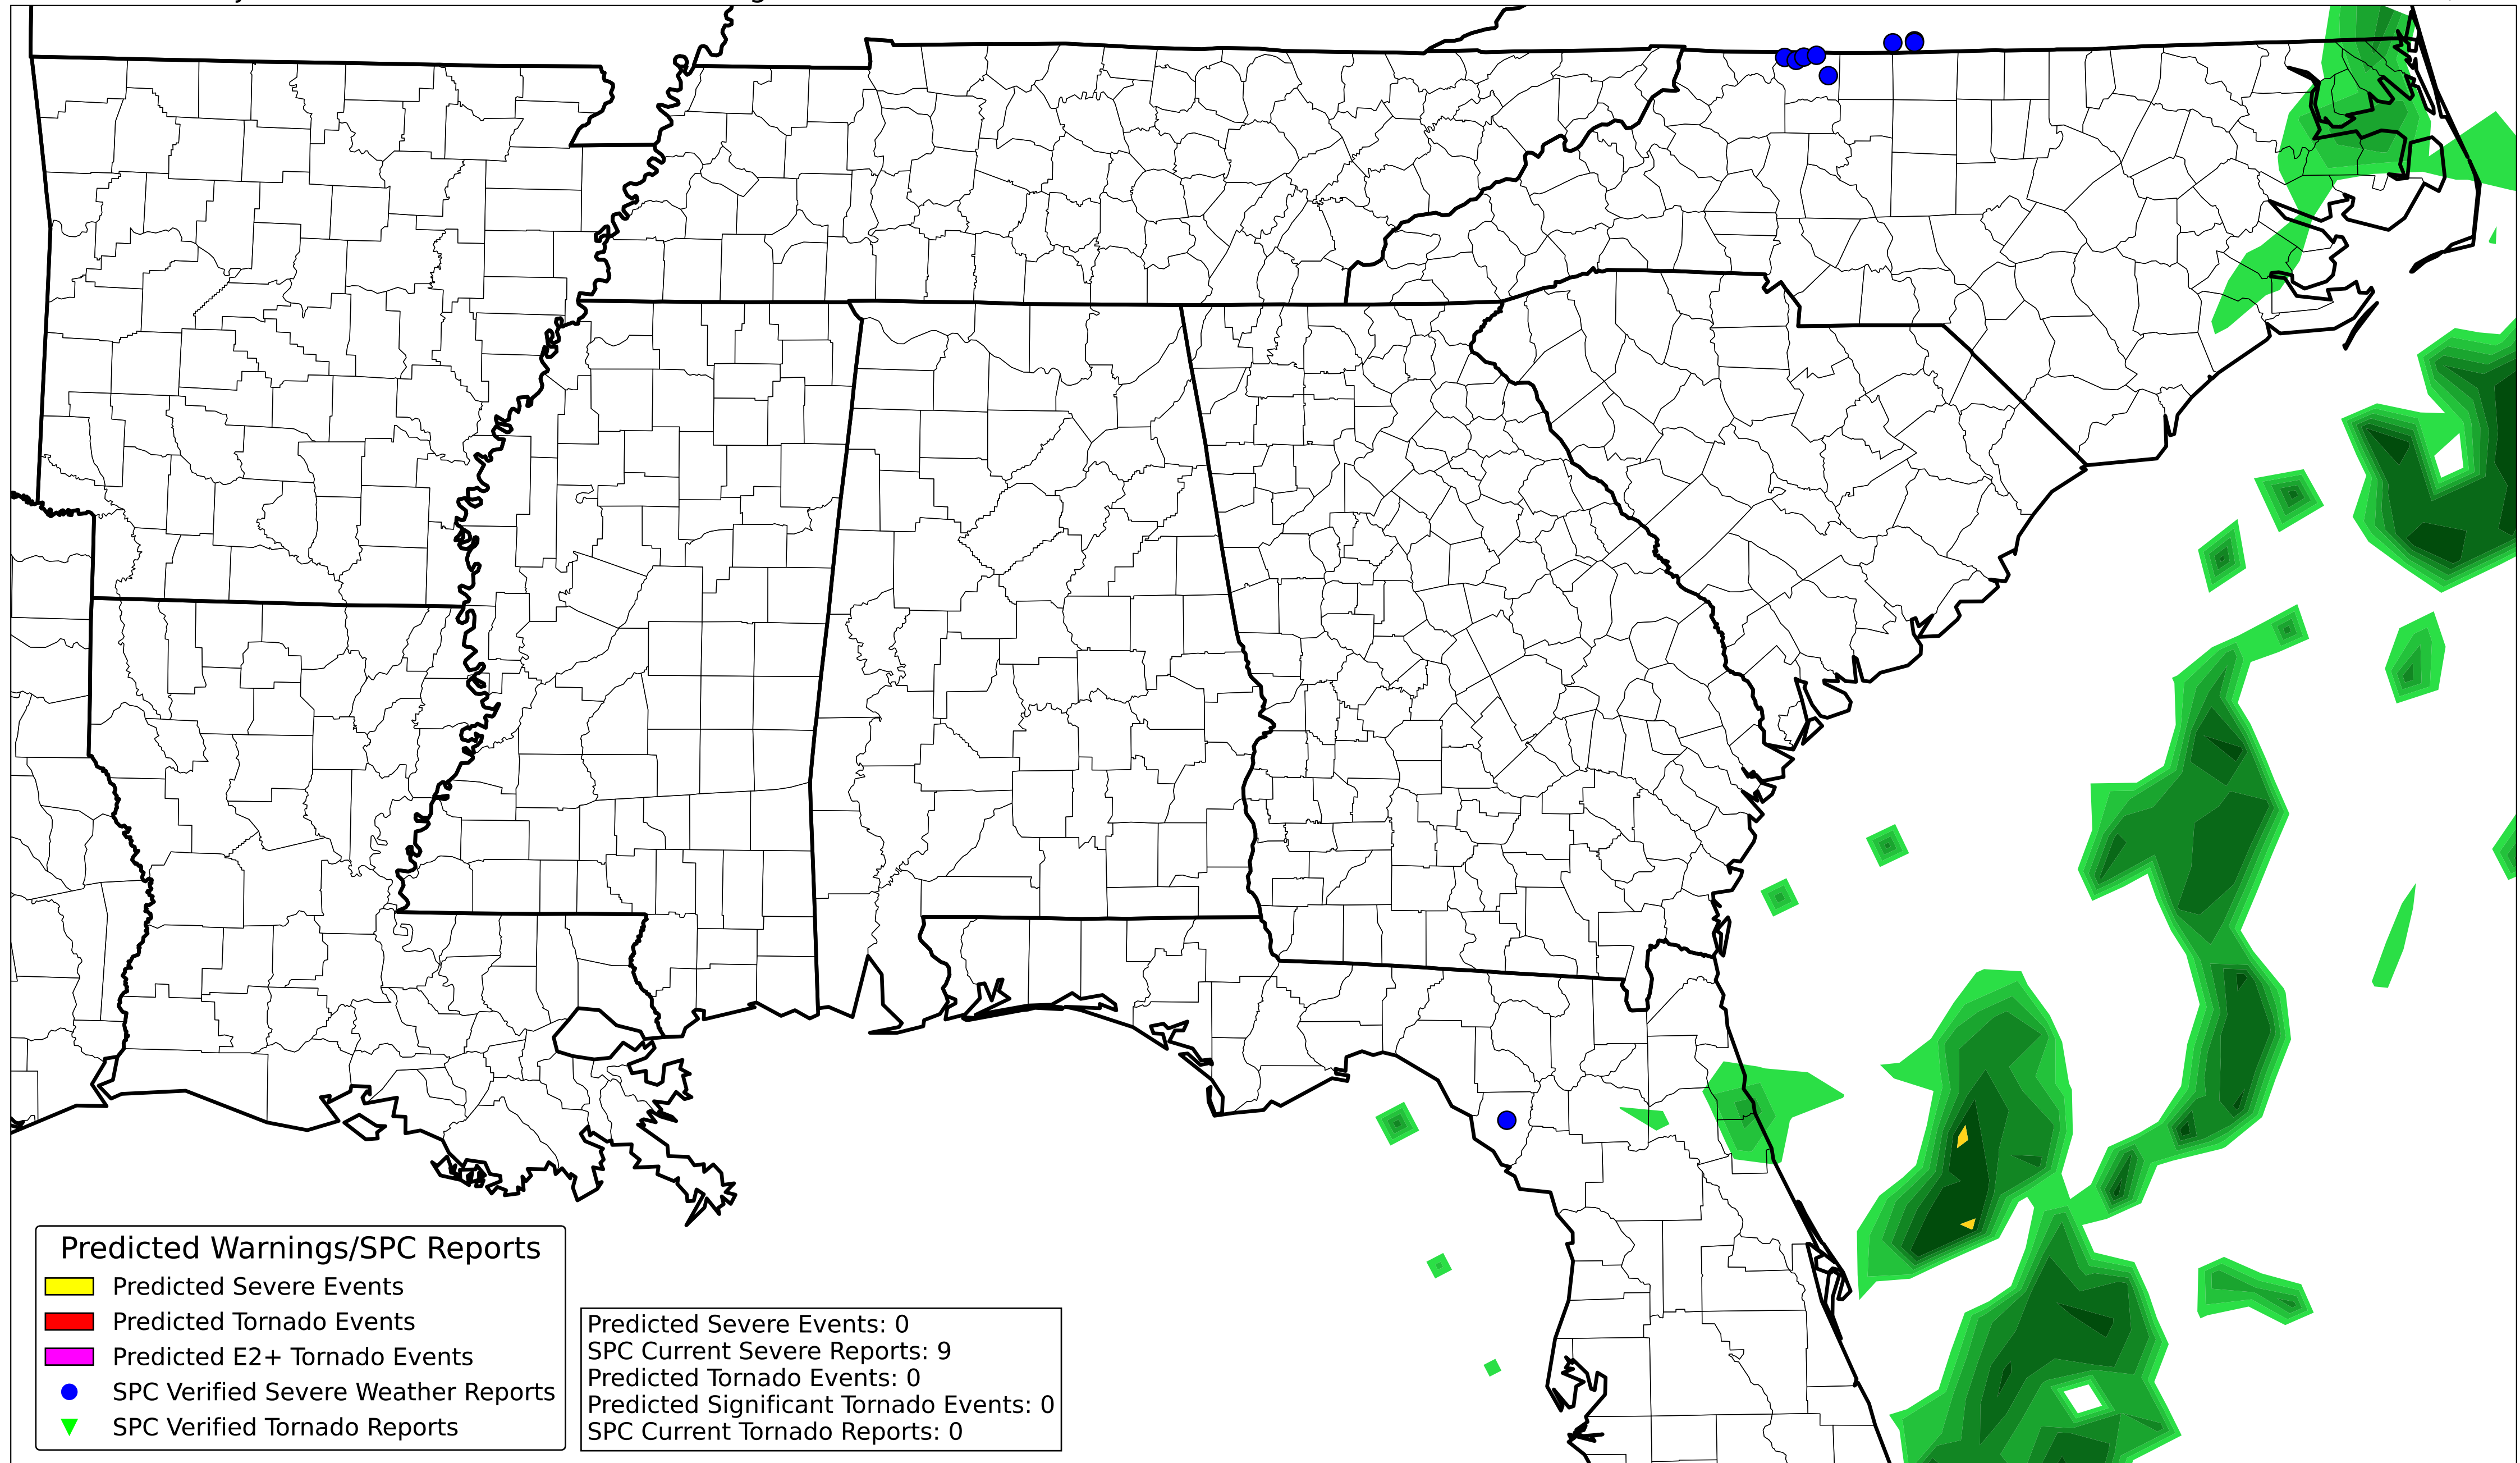 Predicted Warnings/SPC Reports
Predicted Severe Events
Predicted Tornado Events
Predicted E2+ Tornado Events
SPC Verified Severe Weather Reports
SPC Verified Tornado Reports
Predicted Severe Events: 0
SPC Current Severe Reports: 9
Predicted Tornado Events: 0
Predicted Significant Tornado Events: 0
SPC Current Tornado Reports: 0